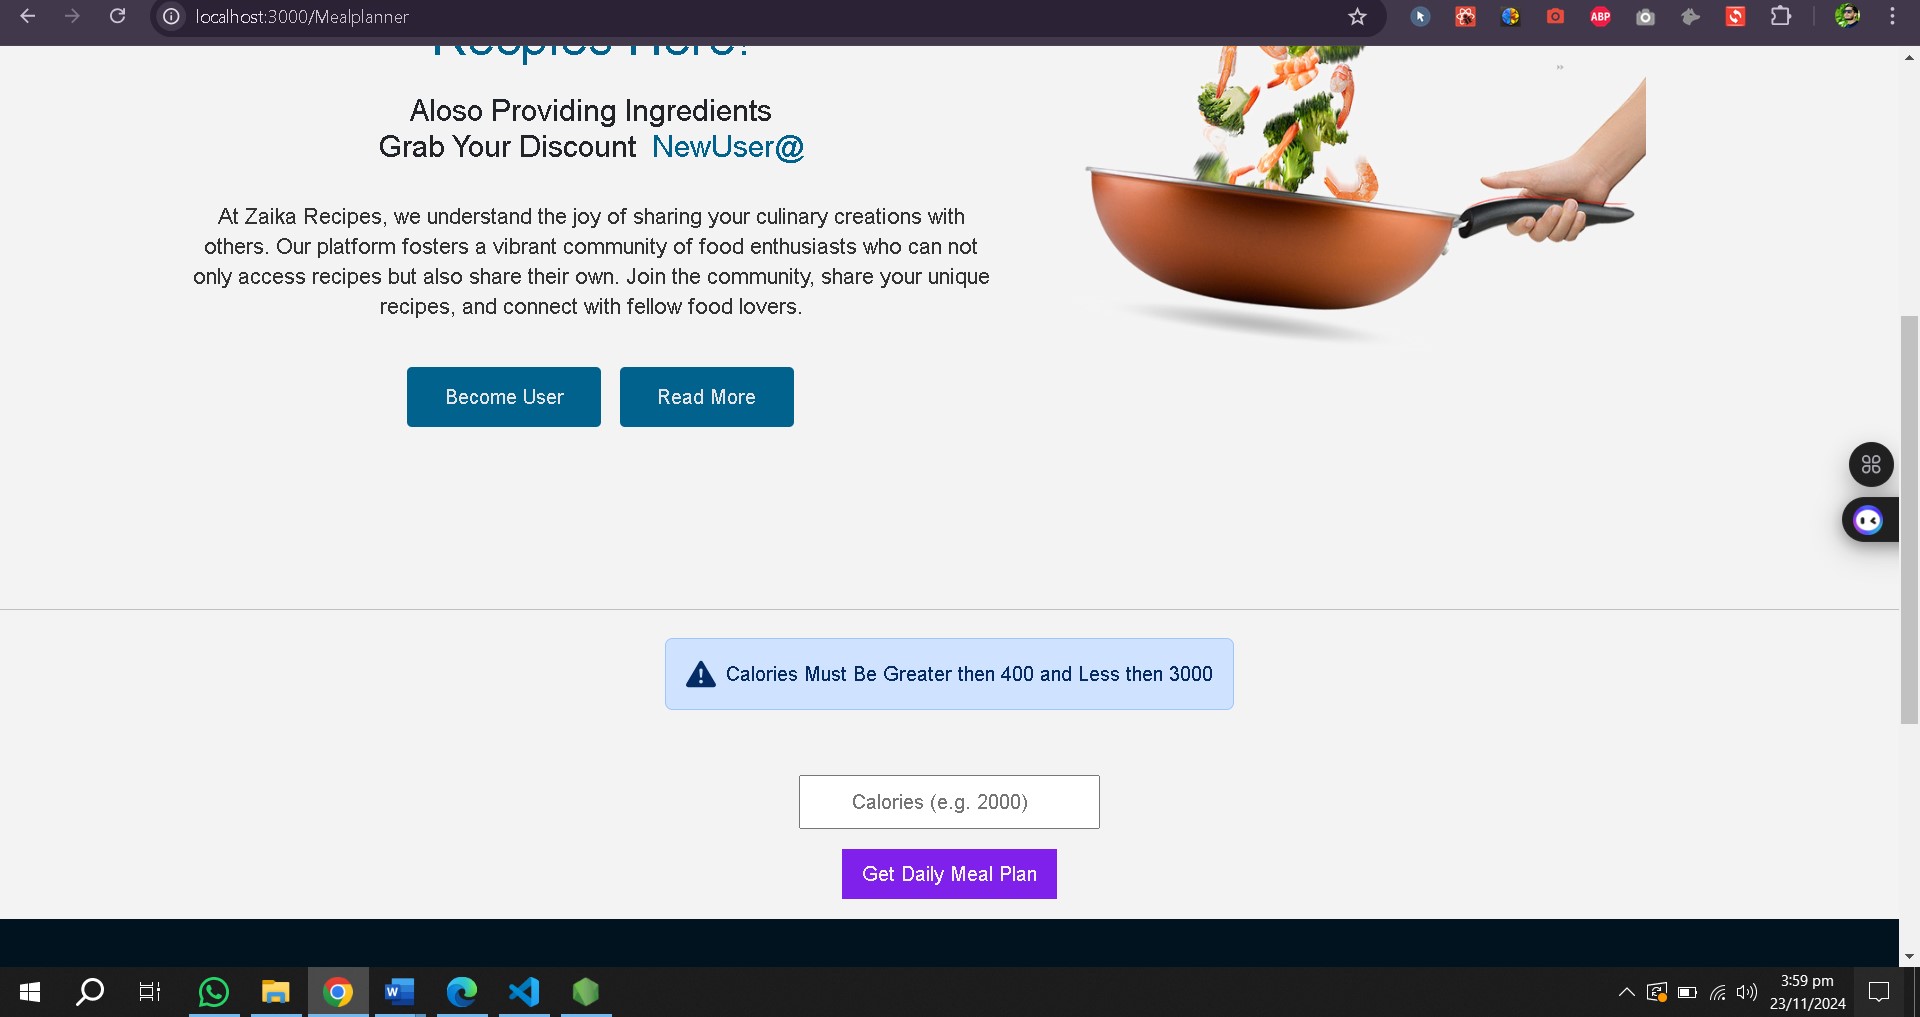 localhost:3000/Mealplanner
ABP
Recpies Here!
Aloso Providing Ingredients
Grab Your Discount NewUser@
At Zaika Recipes, we understand the joy of sharing your culinary creations with
others. Our platform fosters a vibrant community of food enthusiasts who can not
only access recipes but also share their own. Join the community, share your unique
recipes, and connect with fellow food lovers.
Become User
Read More
Calories Must Be Greater then 400 and Less then 3000
Calories (e.g. 2000)
Get Daily Meal Plan
3:59 pm
23/11/2024